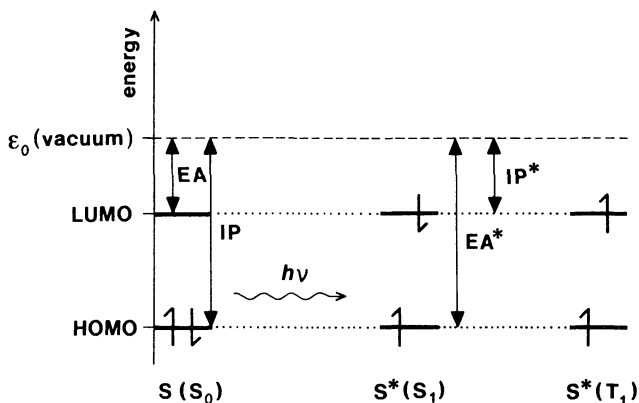 energy
ε₀ (vacuum)
EA
IP*
LUMO
IP
EA*
hν
HOMO
S (S₀)
S* (S₁)
S* (T₁)